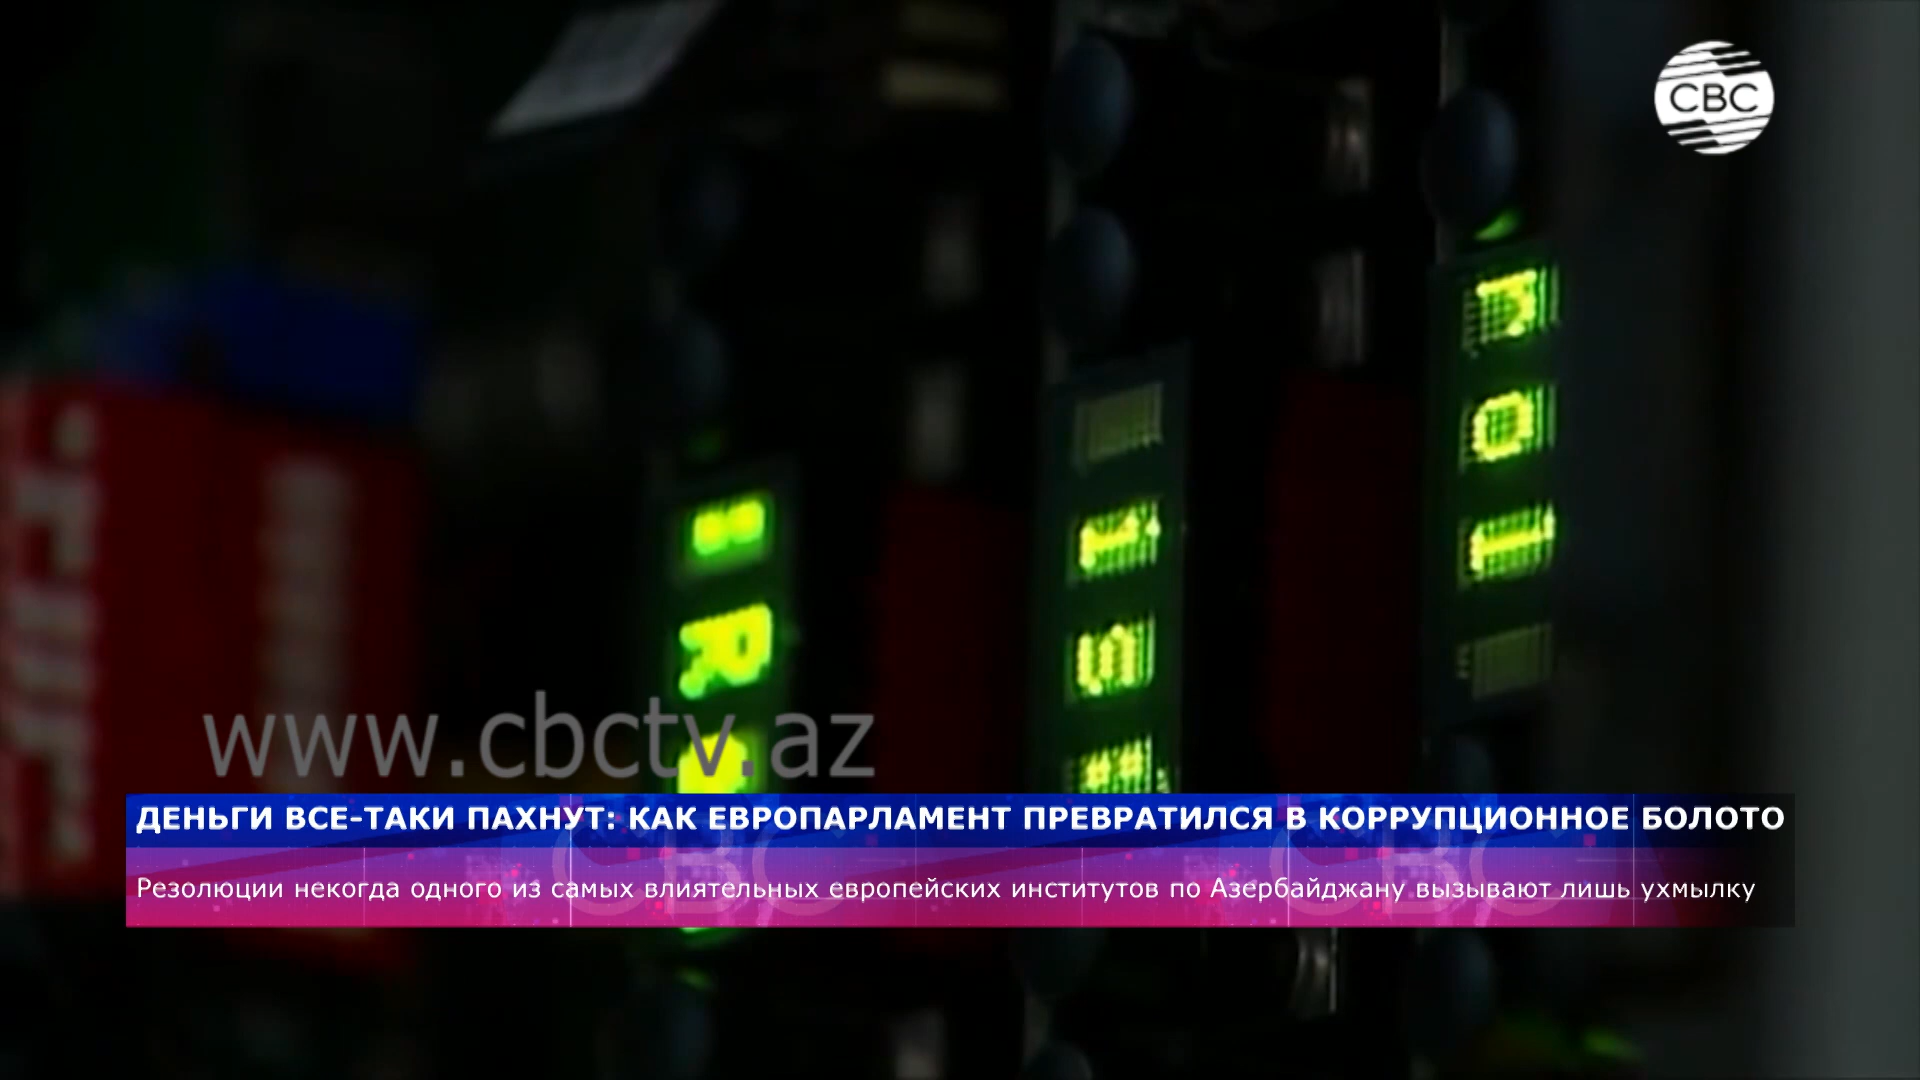 CBC
www.cbctv.az
ДЕНЬГИ ВСЕ-ТАКИ ПАХНУТ: КАК ЕВРОПАРЛАМЕНТ ПРЕВРАТИЛСЯ В КОРРУПЦИОННОЕ БОЛОТО
Резолюции некогда одного из самых влиятельных европейских институтов по Азербайджану вызывают лишь ухмылку